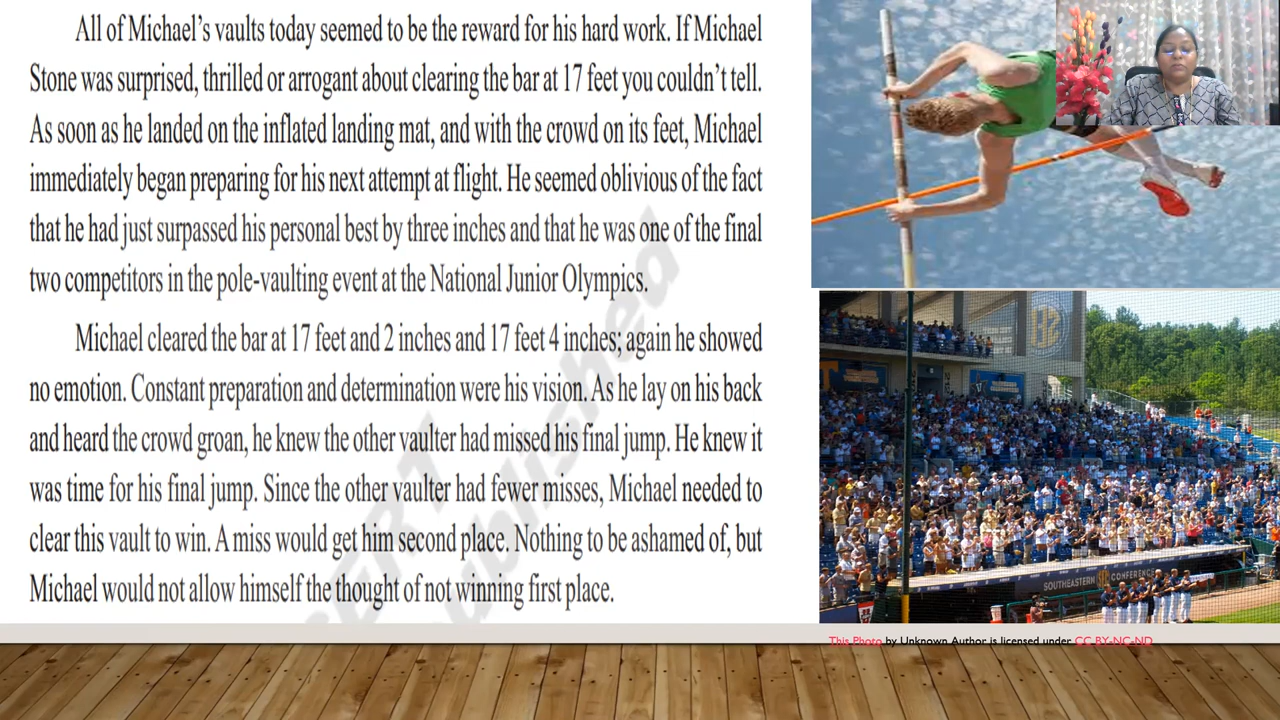 All of Michael's vaults today seemed to be the reward for his hard work. If Michael
Stone was surprised, thrilled or arrogant about clearing the bar at 17 feet you couldn't tell.
As soon as he landed on the inflated landing mat, and with the crowd on its feet, Michael
immediately began preparing for his next attempt at flight. He seemed oblivious of the fact
that he had just surpassed his personal best by three inches and that he was one of the final
two competitors in the pole-vaulting event at the National Junior Olympics.
Michael cleared the bar at 17 feet and 2 inches and 17 feet 4 inches; again he showed
no emotion. Constant preparation and determination were his vision. As he lay on his back
and heard the crowd groan, he knew the other vaulter had missed his final jump. He knew it
was time for his final jump. Since the other vaulter had fewer misses, Michael needed to
clear this vault to win. A miss would get him second place. Nothing to be ashamed of, but
Michael would not allow himself the thought of not winning first place.
SOUTHEASTERN SEC CONFERENCE
This Photo by Unknown Author is licensed under CC BY-NC-ND